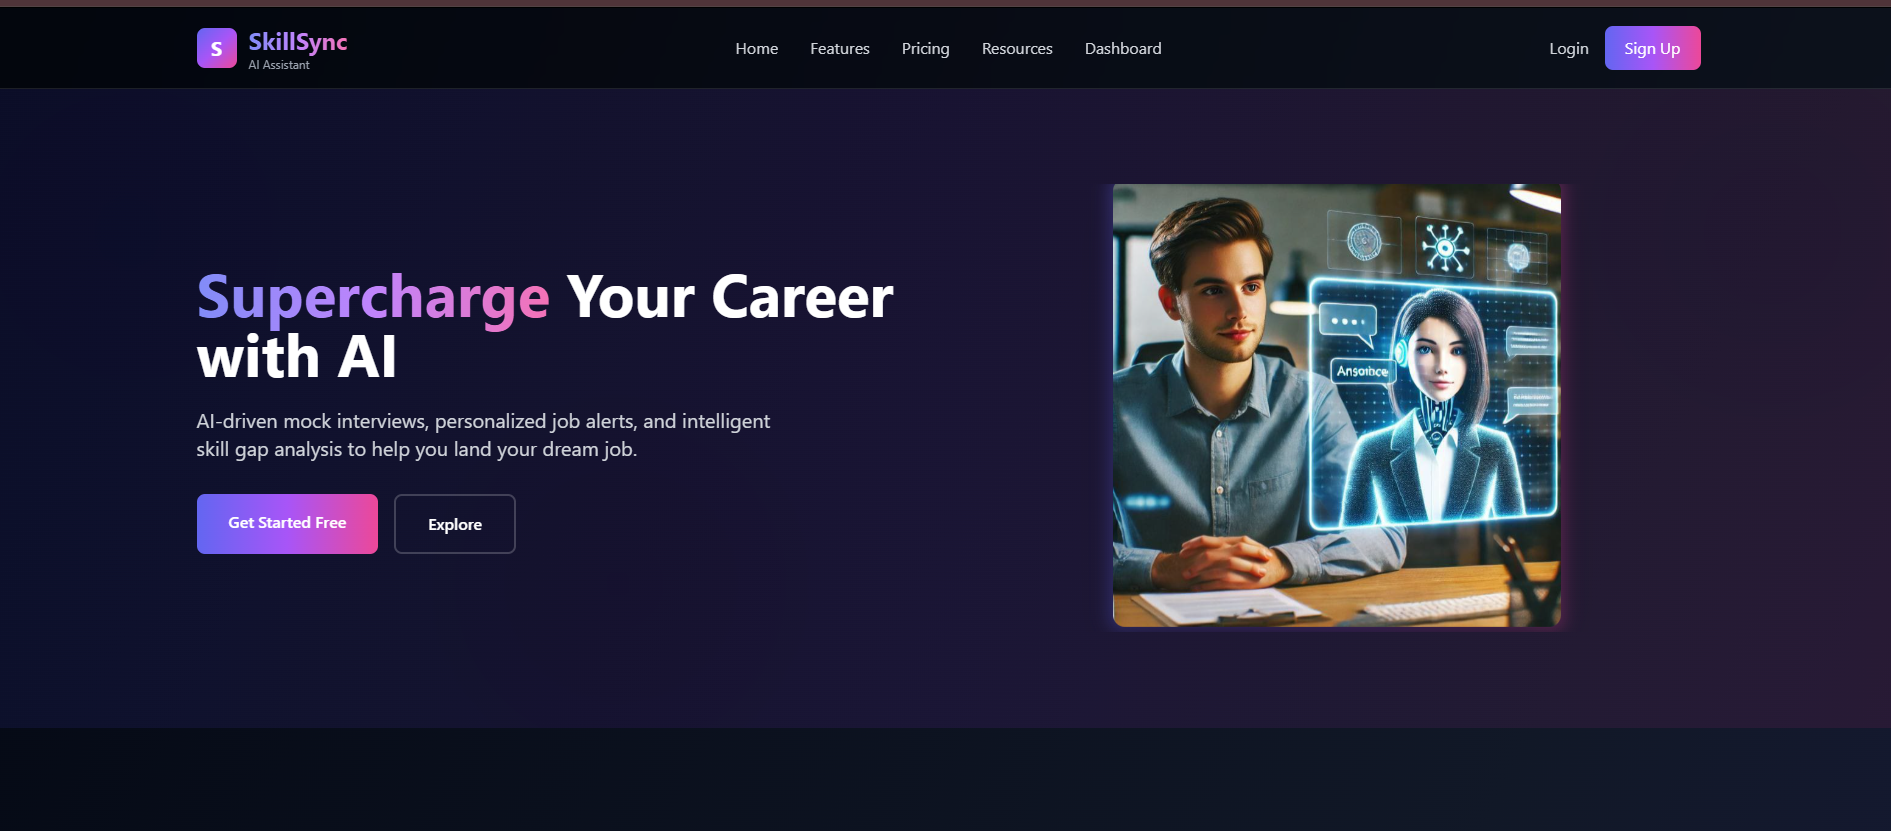 S
SkillSync
AI Assistant
Home Features Pricing Resources Dashboard
Login Sign Up
Supercharge Your Career
with AI
AI-driven mock interviews, personalized job alerts, and intelligent
skill gap analysis to help you land your dream job.
Get Started Free Explore